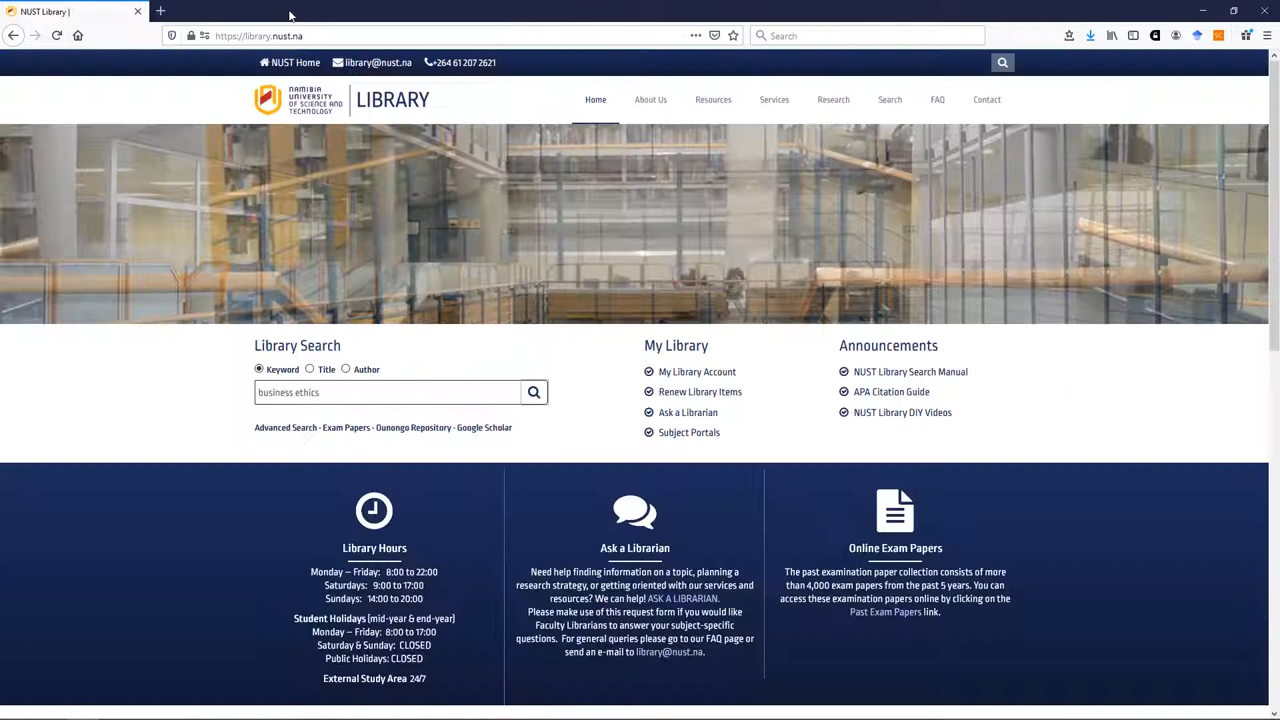 NUST Library |
https://library.nust.na
Search
NUST Home library@nust.na +264 61 207 2621
NAMIBIA
UNIVERSITY
OF SCIENCE AND
TECHNOLOGY
LIBRARY
Home About Us Resources Services Research Search FAQ Contact
Library Search
Keyword Title Author
business ethics
Advanced Search - Exam Papers - Ounongo Repository - Google Scholar
My Library
My Library Account
Renew Library Items
Ask a Librarian
Subject Portals
Announcements
NUST Library Search Manual
APA Citation Guide
NUST Library DIY Videos
Library Hours
Monday – Friday: 8:00 to 22:00
Saturdays: 9:00 to 17:00
Sundays: 14:00 to 20:00
Student Holidays (mid-year & end-year)
Monday – Friday: 8:00 to 17:00
Saturday & Sunday: CLOSED
Public Holidays: CLOSED
External Study Area 24/7
Ask a Librarian
Need help finding information on a topic, planning a
research strategy, or getting oriented with our services and
resources? We can help! ASK A LIBRARIAN.
Please make use of this request form if you would like
Faculty Librarians to answer your subject-specific
questions. For general queries please go to our FAQ page or
send an e-mail to library@nust.na.
Online Exam Papers
The past examination paper collection consists of more
than 4,000 exam papers from the past 5 years. You can
access these examination papers online by clicking on the
Past Exam Papers link.